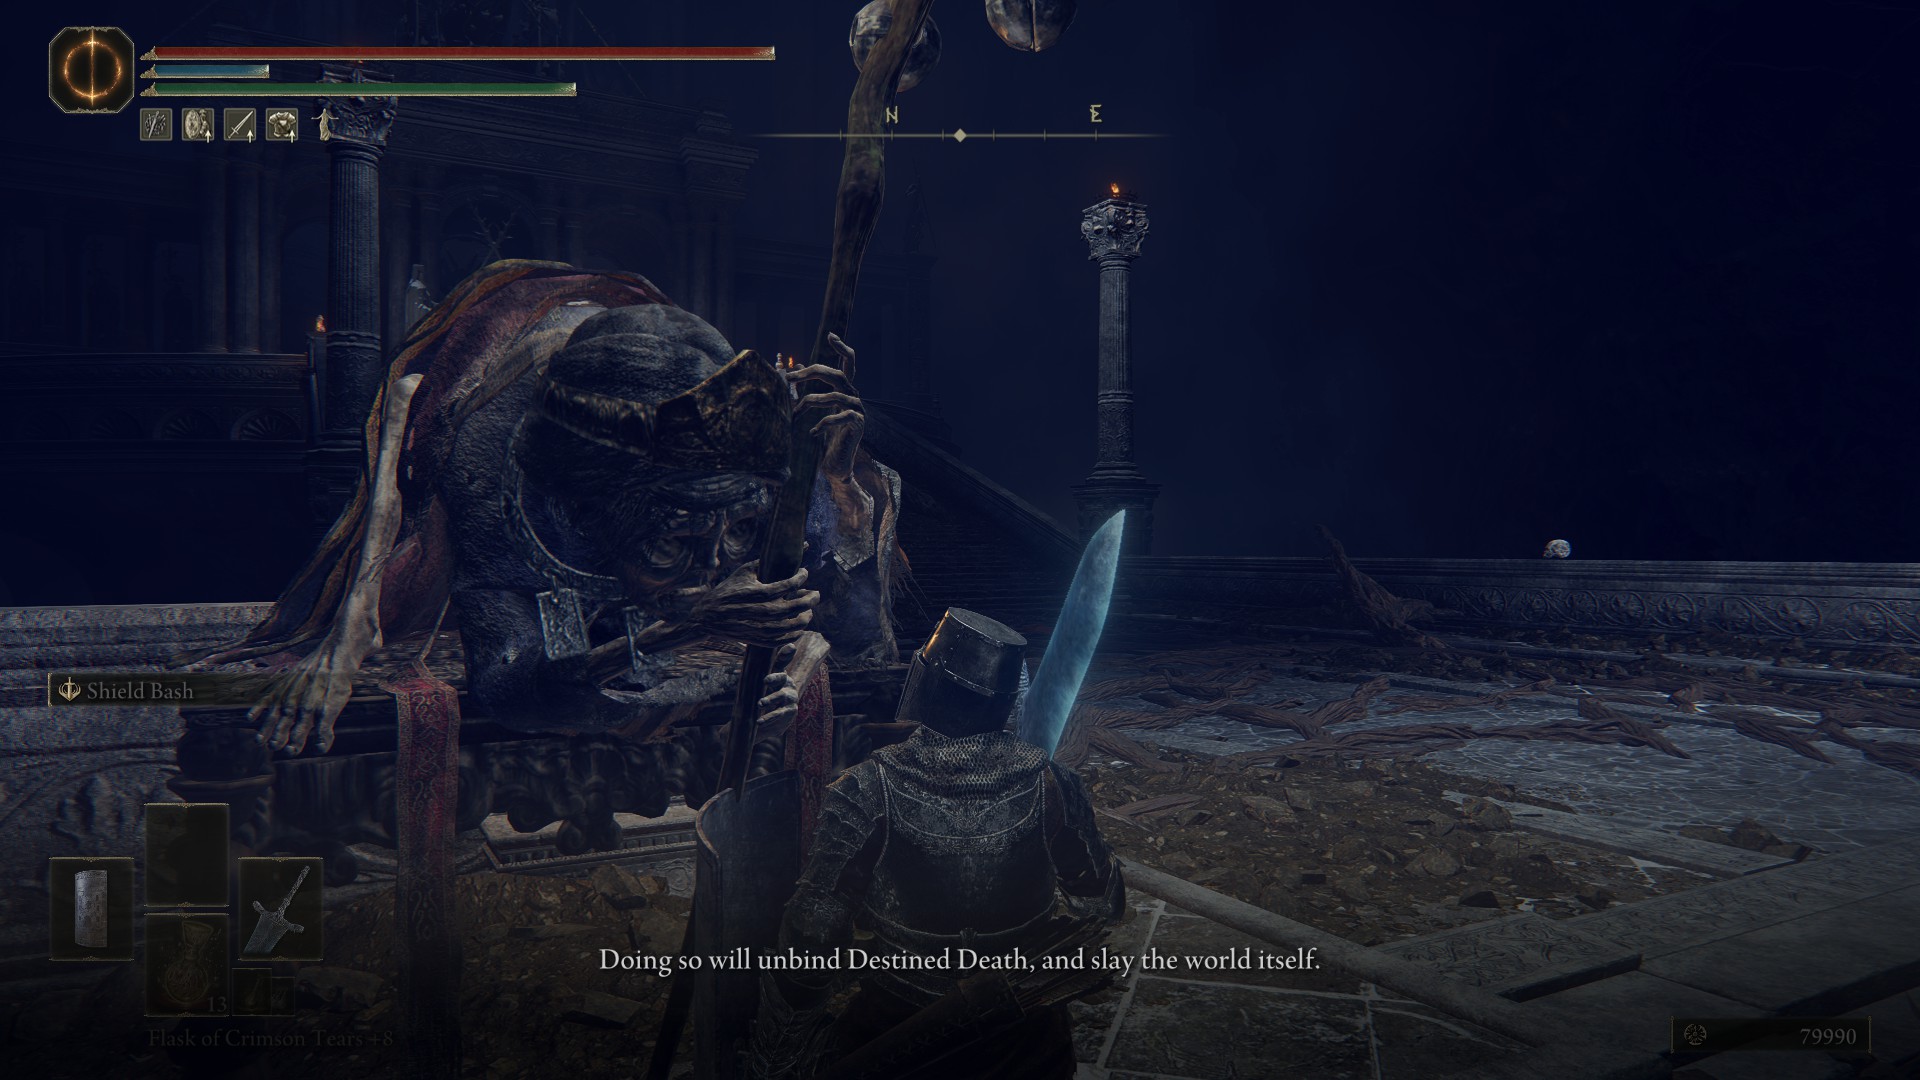 N
E
Shield Bash
Doing so will unbind Destined Death, and slay the world itself.
13
Flask of Crimson Tears +8
79990